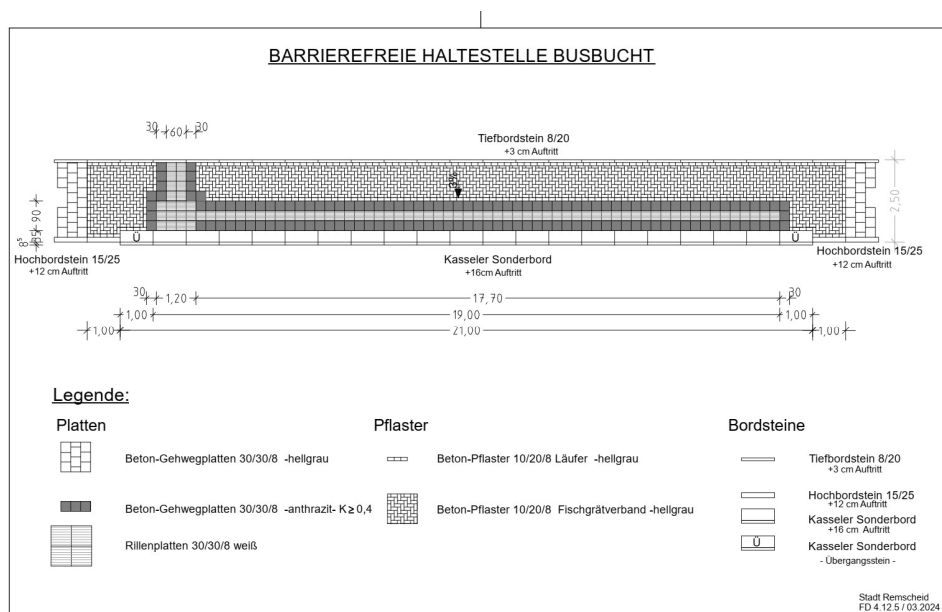 BARRIEREFREIE HALTESTELLE BUSBUCHT
30 60 30
Tiefbordstein 8/20
+3 cm Auftritt
3%
2,50
90
35
8⁵
Ü Ü
Hochbordstein 15/25
+12 cm Auftritt
Kasseler Sonderbord
+16cm Auftritt
Hochbordstein 15/25
+12 cm Auftritt
30 1,20 17,70 30
1,00 19,00 1,00
1,00 21,00 1,00
Legende:
Platten
Beton-Gehwegplatten 30/30/8 -hellgrau
Beton-Gehwegplatten 30/30/8 -anthrazit- K≥0,4
Rillenplatten 30/30/8 weiß
Pflaster
Beton-Pflaster 10/20/8 Läufer -hellgrau
Beton-Pflaster 10/20/8 Fischgrätverband -hellgrau
Bordsteine
Tiefbordstein 8/20
+3 cm Auftritt
Hochbordstein 15/25
+12 cm Auftritt
Kasseler Sonderbord
+16 cm Auftritt
Ü
Kasseler Sonderbord
- Übergangsstein -
Stadt Remscheid
FD 4.12.5 / 03.2024